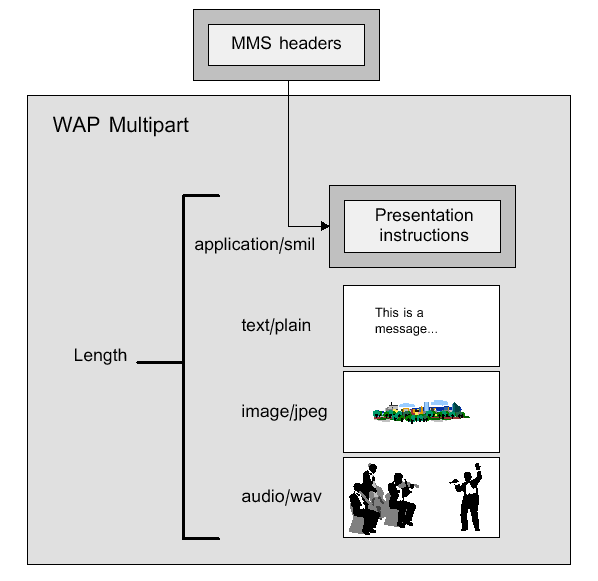 MMS headers
WAP Multipart
Presentation
instructions
application/smil
text/plain
This is a
message...
Length
image/jpeg
audio/wav